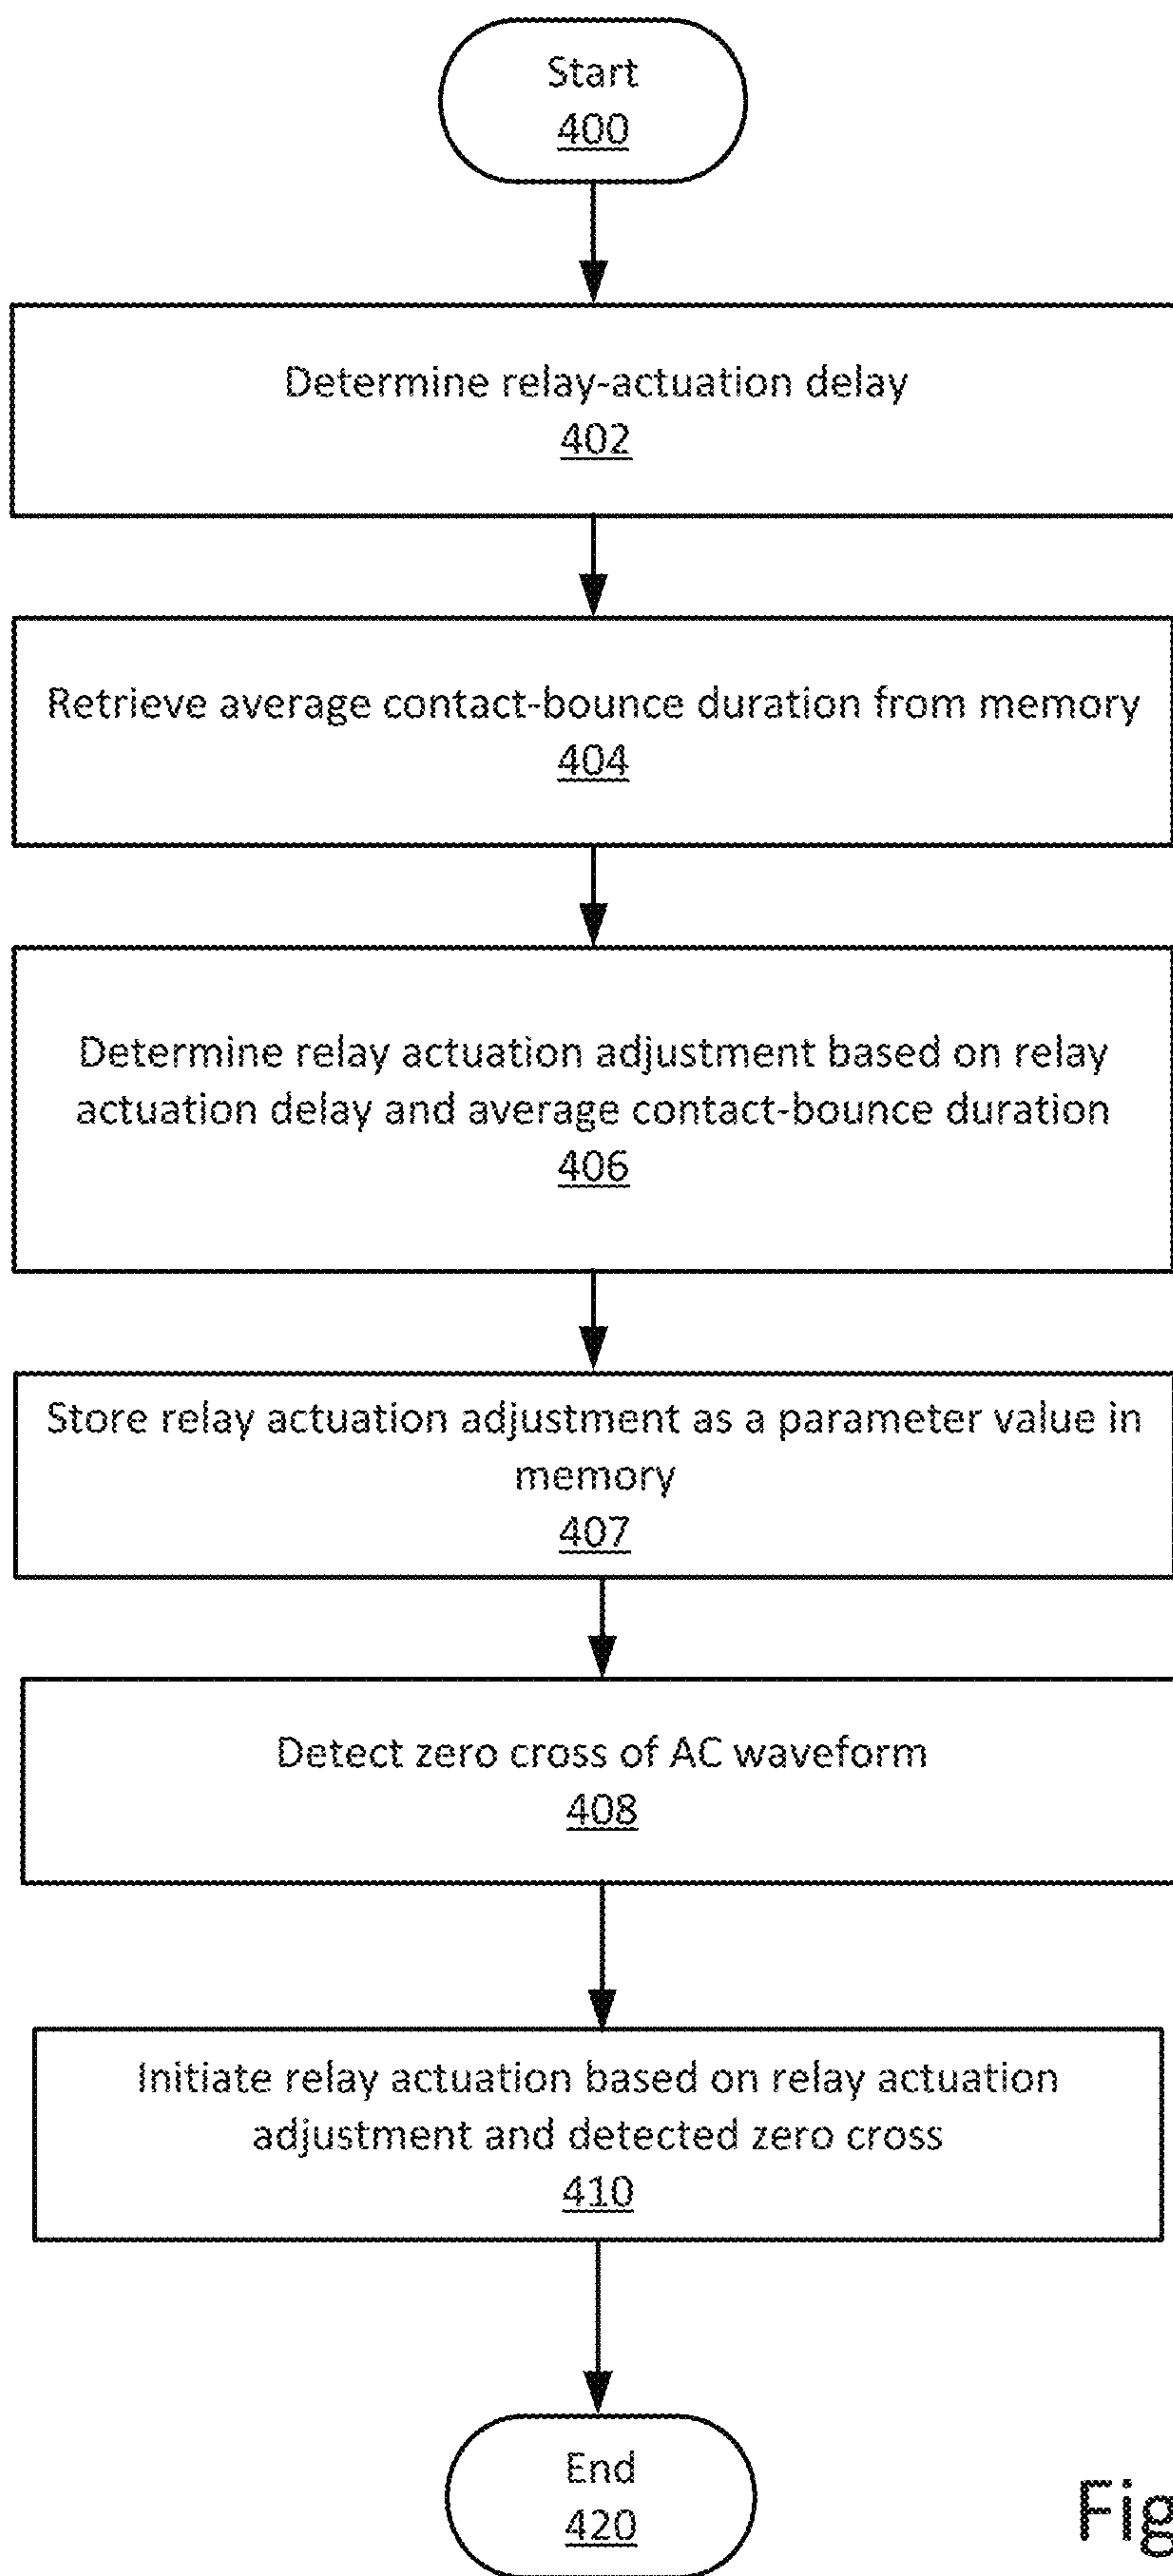 Start
400
Determine relay-actuation delay
402
Retrieve average contact-bounce duration from memory
404
Determine relay actuation adjustment based on relay
actuation delay and average contact-bounce duration
406
Store relay actuation adjustment as a parameter value in
memory
407
Detect zero cross of AC waveform
408
Initiate relay actuation based on relay actuation
adjustment and detected zero cross
410
End
420
Fig